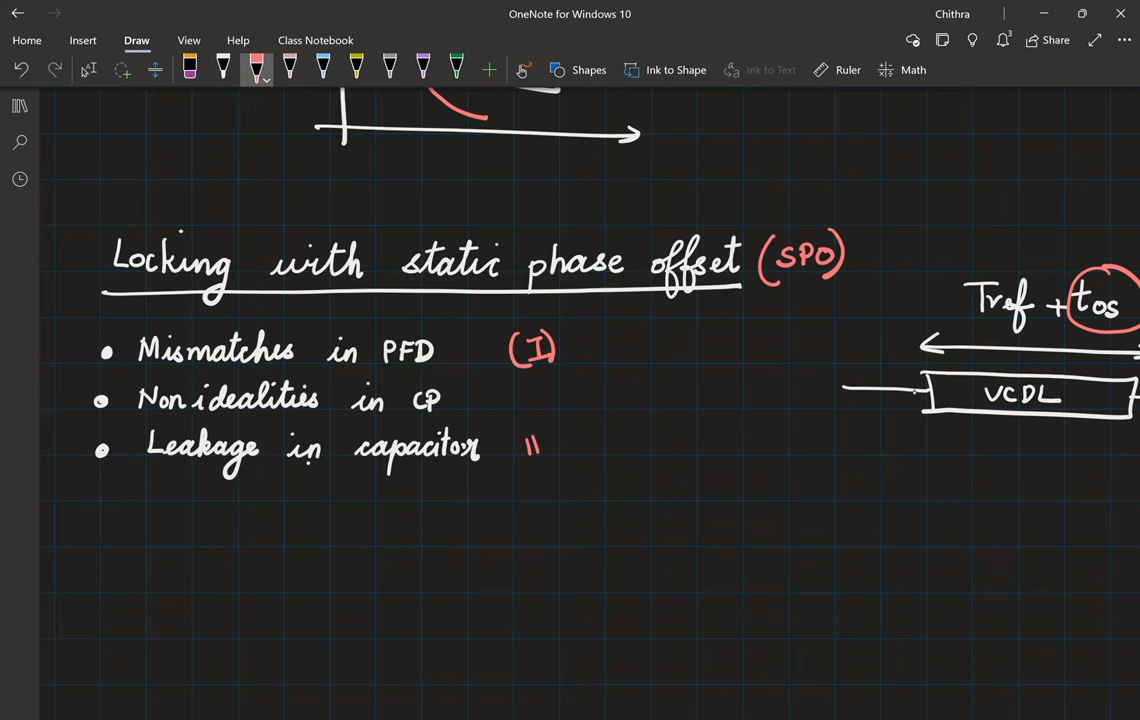 OneNote for Windows 10
Chithra
Home Insert Draw View Help Class Notebook
3 Share
Shapes Ink to Shape Ink to Text Ruler Math
Locking with static phase offset (SPO)
Tref + tos
• Mismatches in PFD (I)
• Non idealities in CP
VCDL
• Leakage in capacitor "